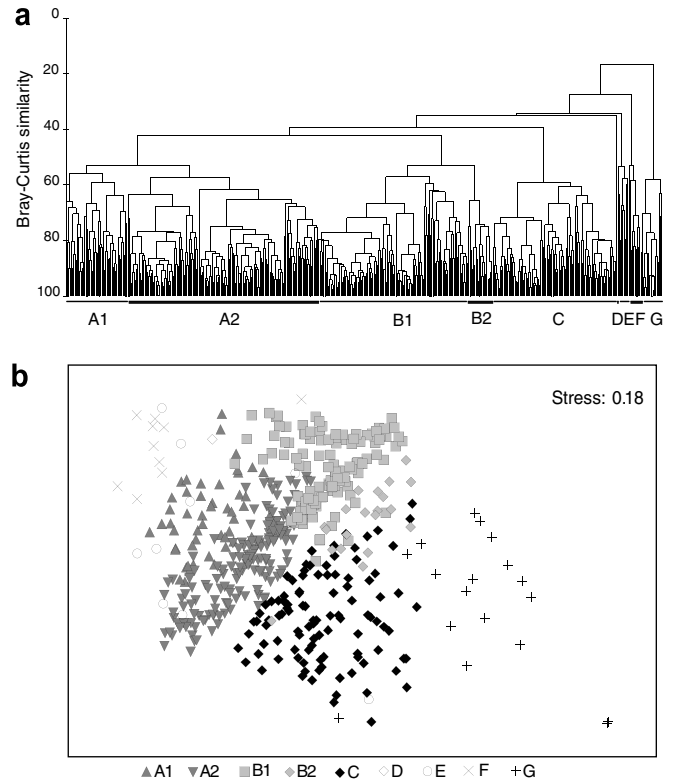 a
Bray-Curtis similarity
0
20
40
60
80
100
A1 A2 B1 B2 C DEF G
b
Stress: 0.18
A1 A2 B1 B2 C D E F G